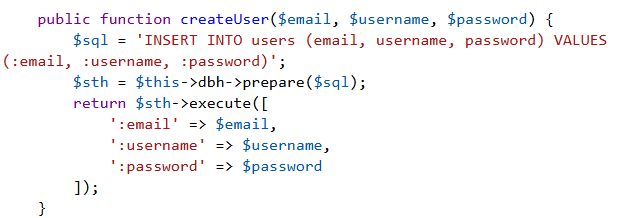 public function createUser($email, $username, $password) {
$sql = 'INSERT INTO users (email, username, password) VALUES
(:email, :username, :password)';
$sth = $this->dbh->prepare($sql);
return $sth->execute([
':email' => $email,
':username' => $username,
':password' => $password
]);
}